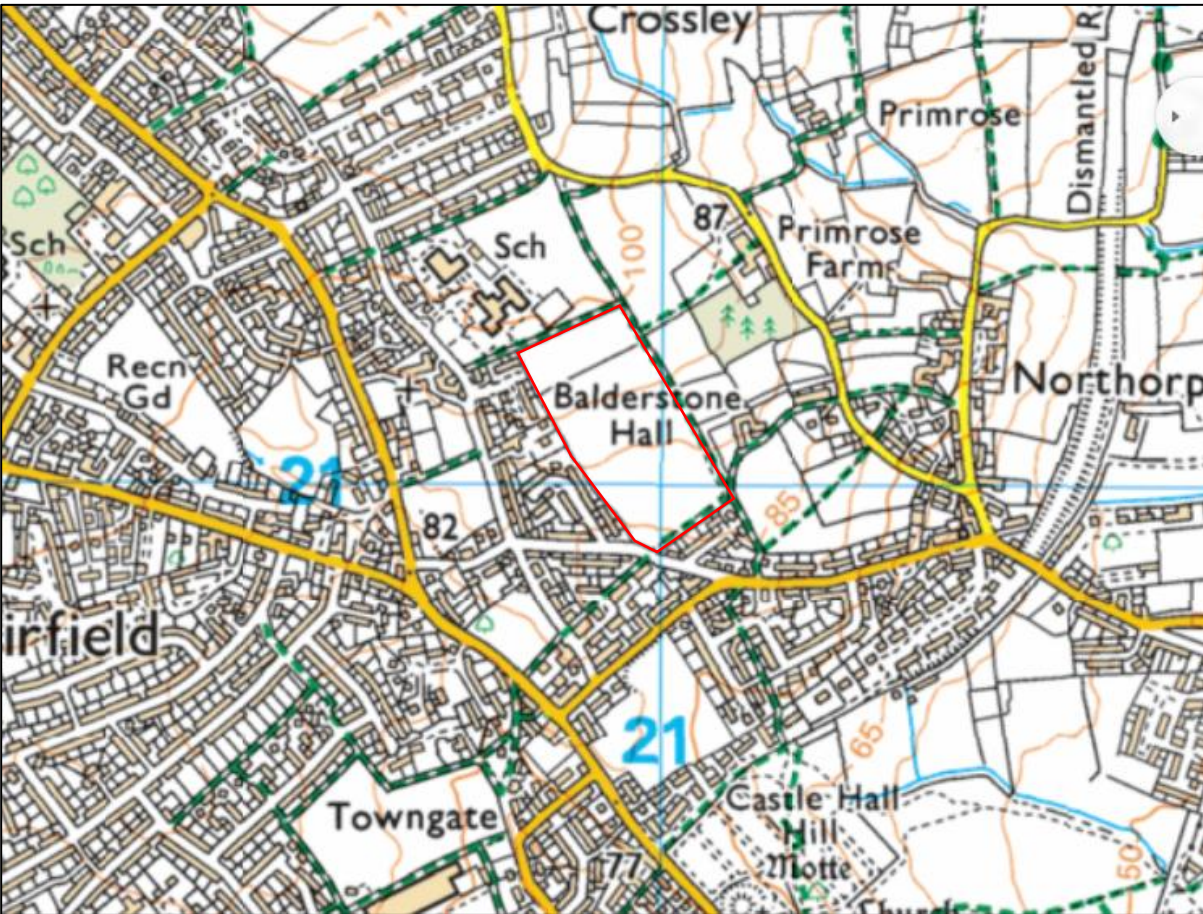 Crossley
Primrose
Dismantled R
Sch
Sch
87
Primrose
Farm
100
Recn
Gd
Balderstone
Hall
Northorp
21
82
85
irfield
21
65
Towngate
Castle Hall
Hill
Motte
77
50
Church